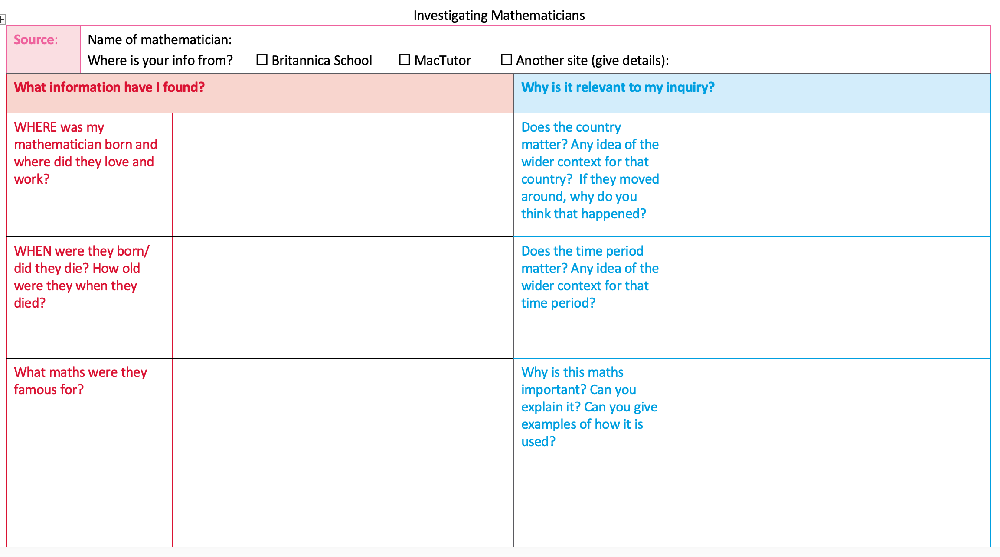 Investigating Mathematicians
Source:
Name of mathematician:
Where is your info from? ☐ Britannica School ☐ MacTutor ☐ Another site (give details):
What information have I found?
Why is it relevant to my inquiry?
WHERE was my
mathematician born and
where did they love and
work?
Does the country
matter? Any idea of the
wider context for that
country?  If they moved
around, why do you
think that happened?
WHEN were they born/
did they die? How old
were they when they
died?
Does the time period
matter? Any idea of the
wider context for that
time period?
What maths were they
famous for?
Why is this maths
important? Can you
explain it? Can you give
examples of how it is
used?